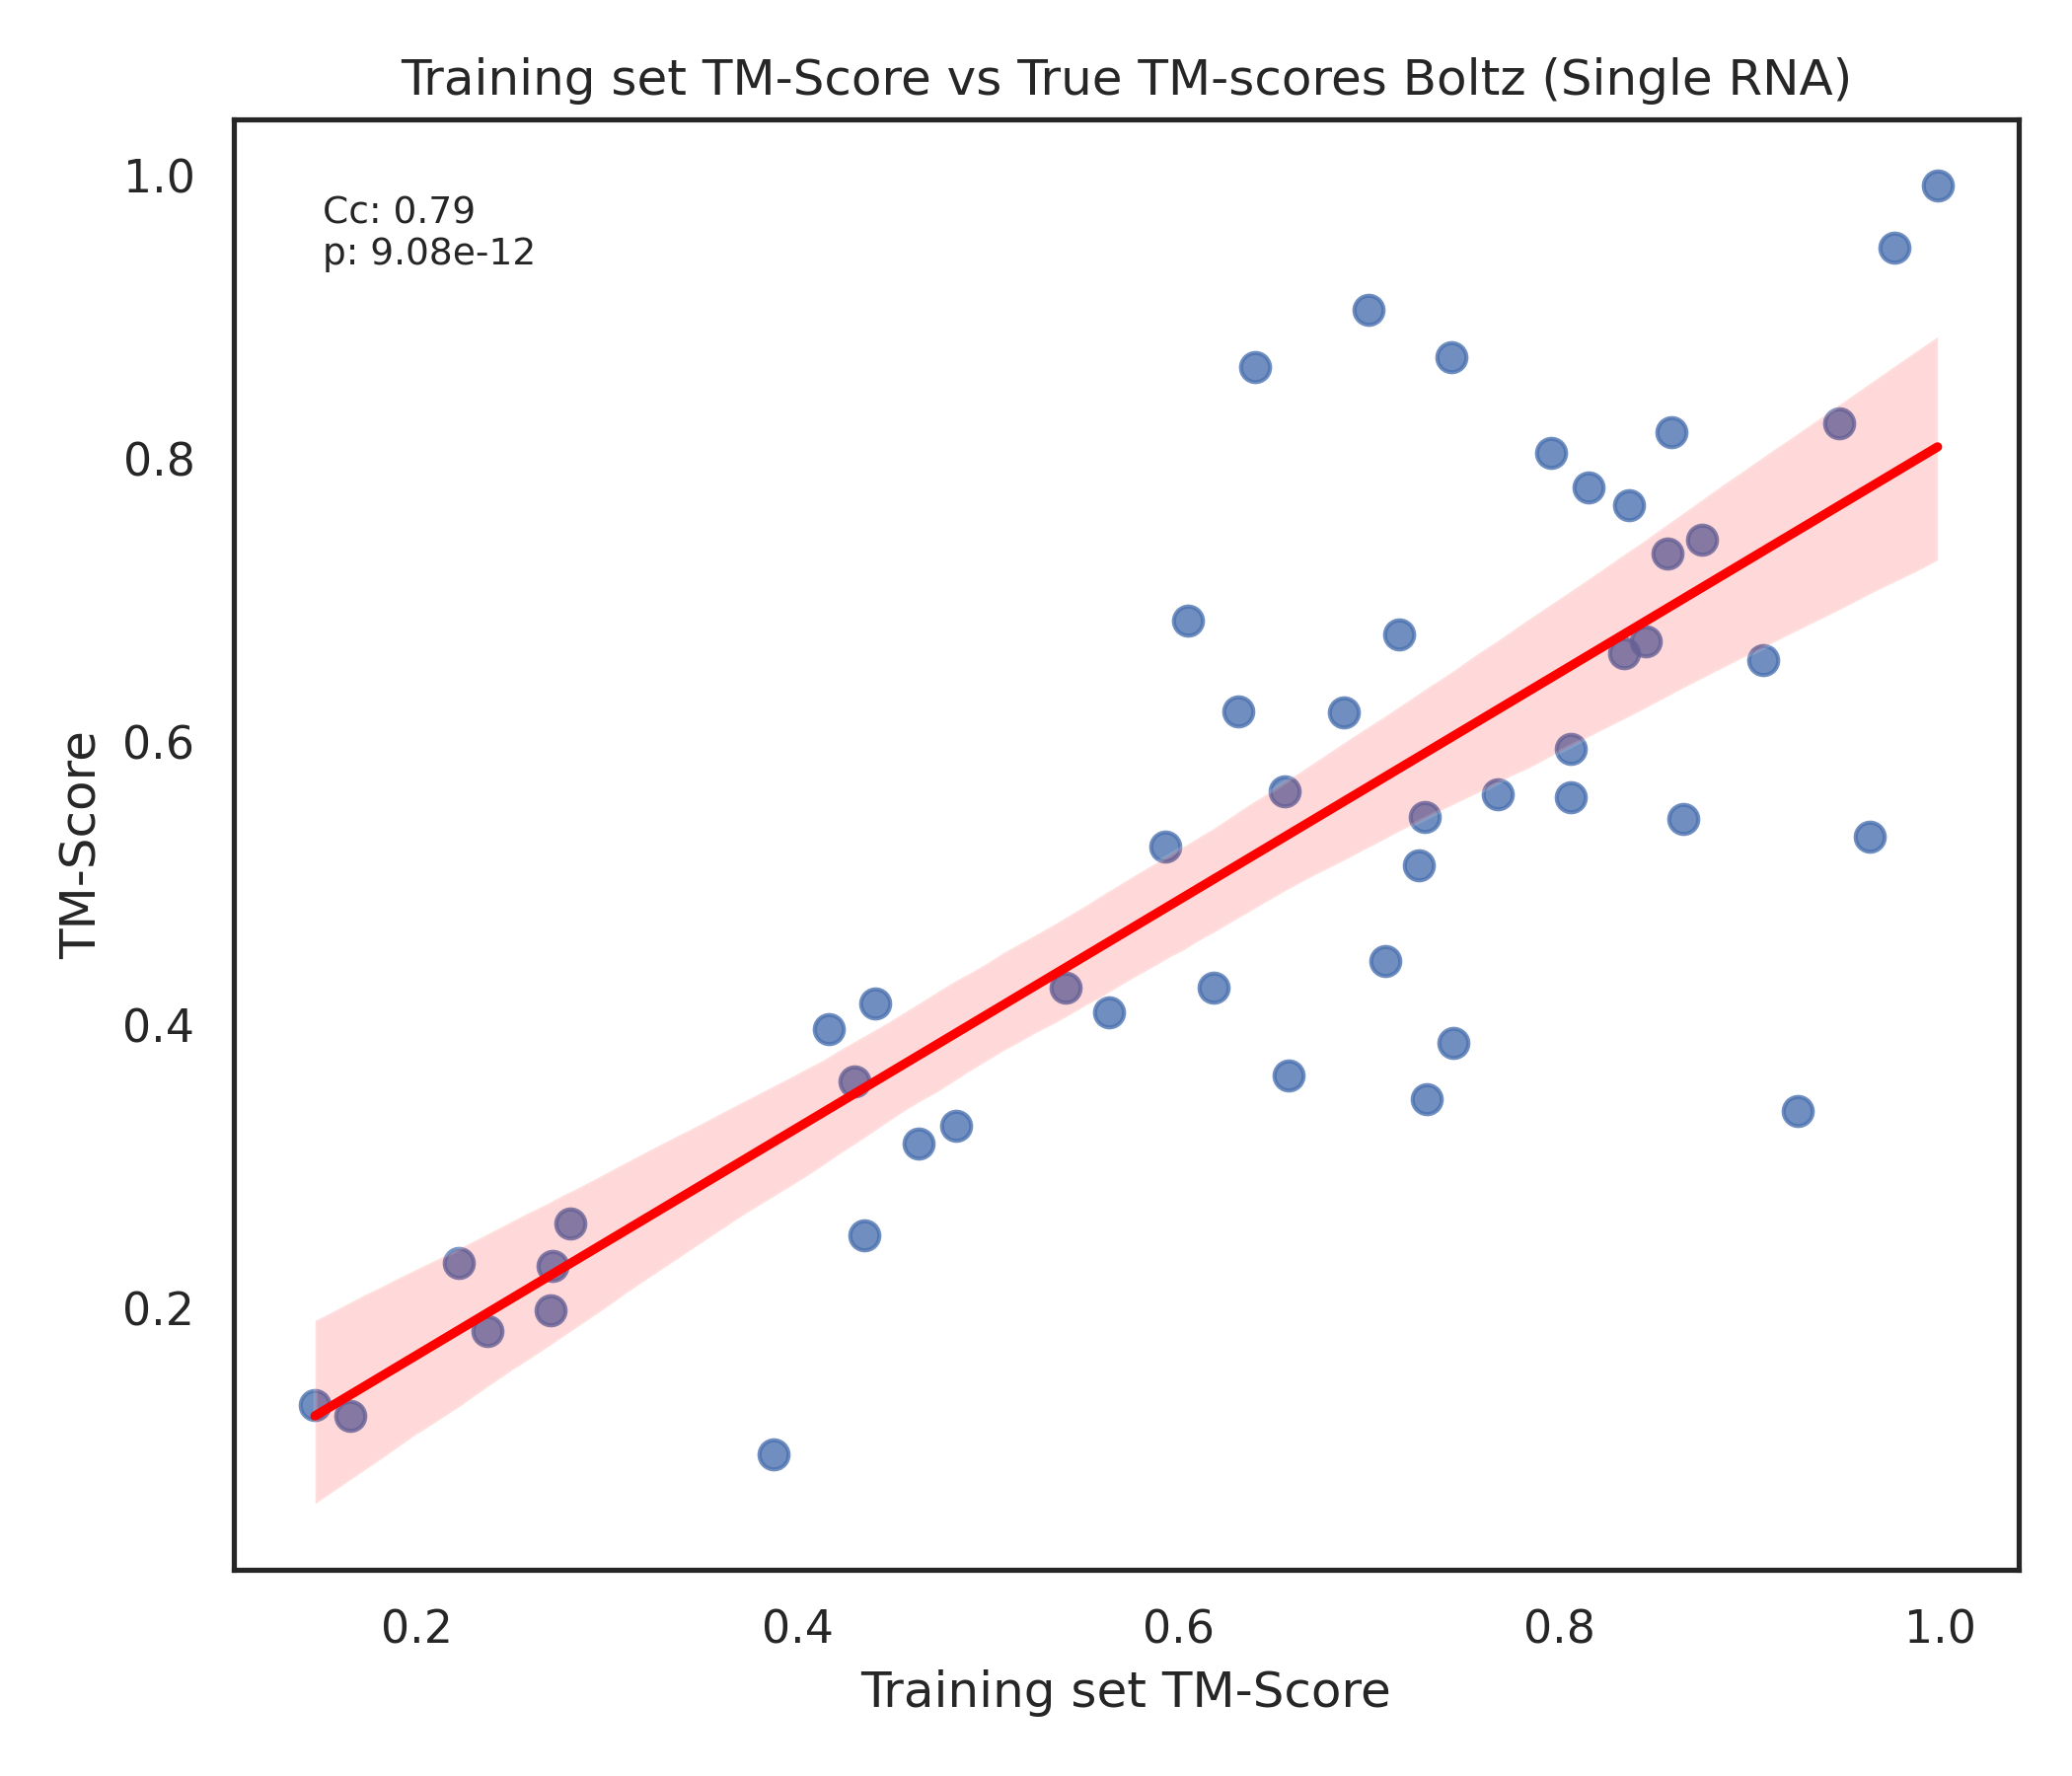 Training set TM-Score vs True TM-scores Boltz (Single RNA)
Cc: 0.79
p: 9.08e-12
1.0
0.8
0.6
0.4
0.2
TM-Score
0.2 0.4 0.6 0.8 1.0
Training set TM-Score